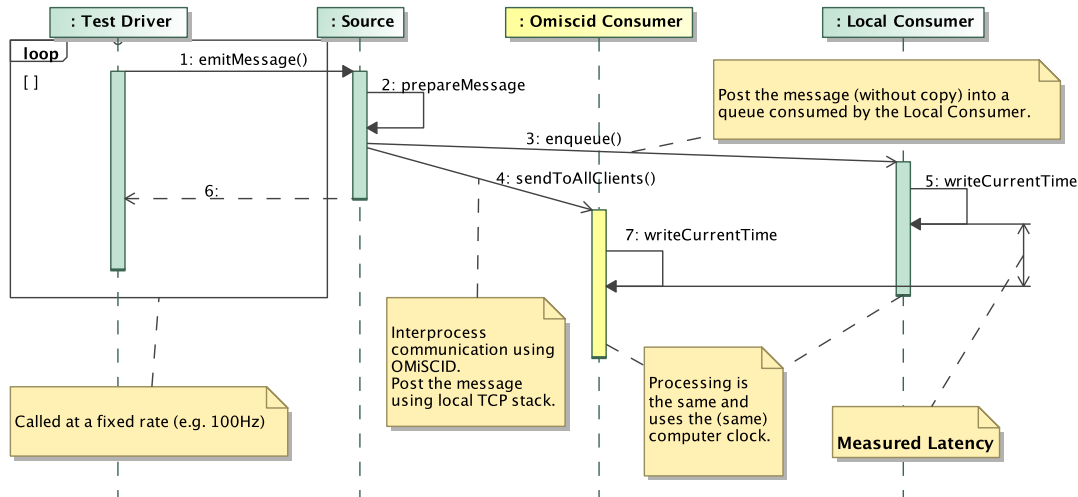 : Test Driver
: Source
: Omiscid Consumer
: Local Consumer
loop
[ ]
1: emitMessage()
2: prepareMessage
Post the message (without copy) into a
queue consumed by the Local Consumer.
3: enqueue()
4: sendToAllClients()
5: writeCurrentTime
6:
7: writeCurrentTime
Interprocess
communication using
OMiSCID.
Post the message
using local TCP stack.
Processing is
the same and
uses the (same)
computer clock.
Called at a fixed rate (e.g. 100Hz)
Measured Latency